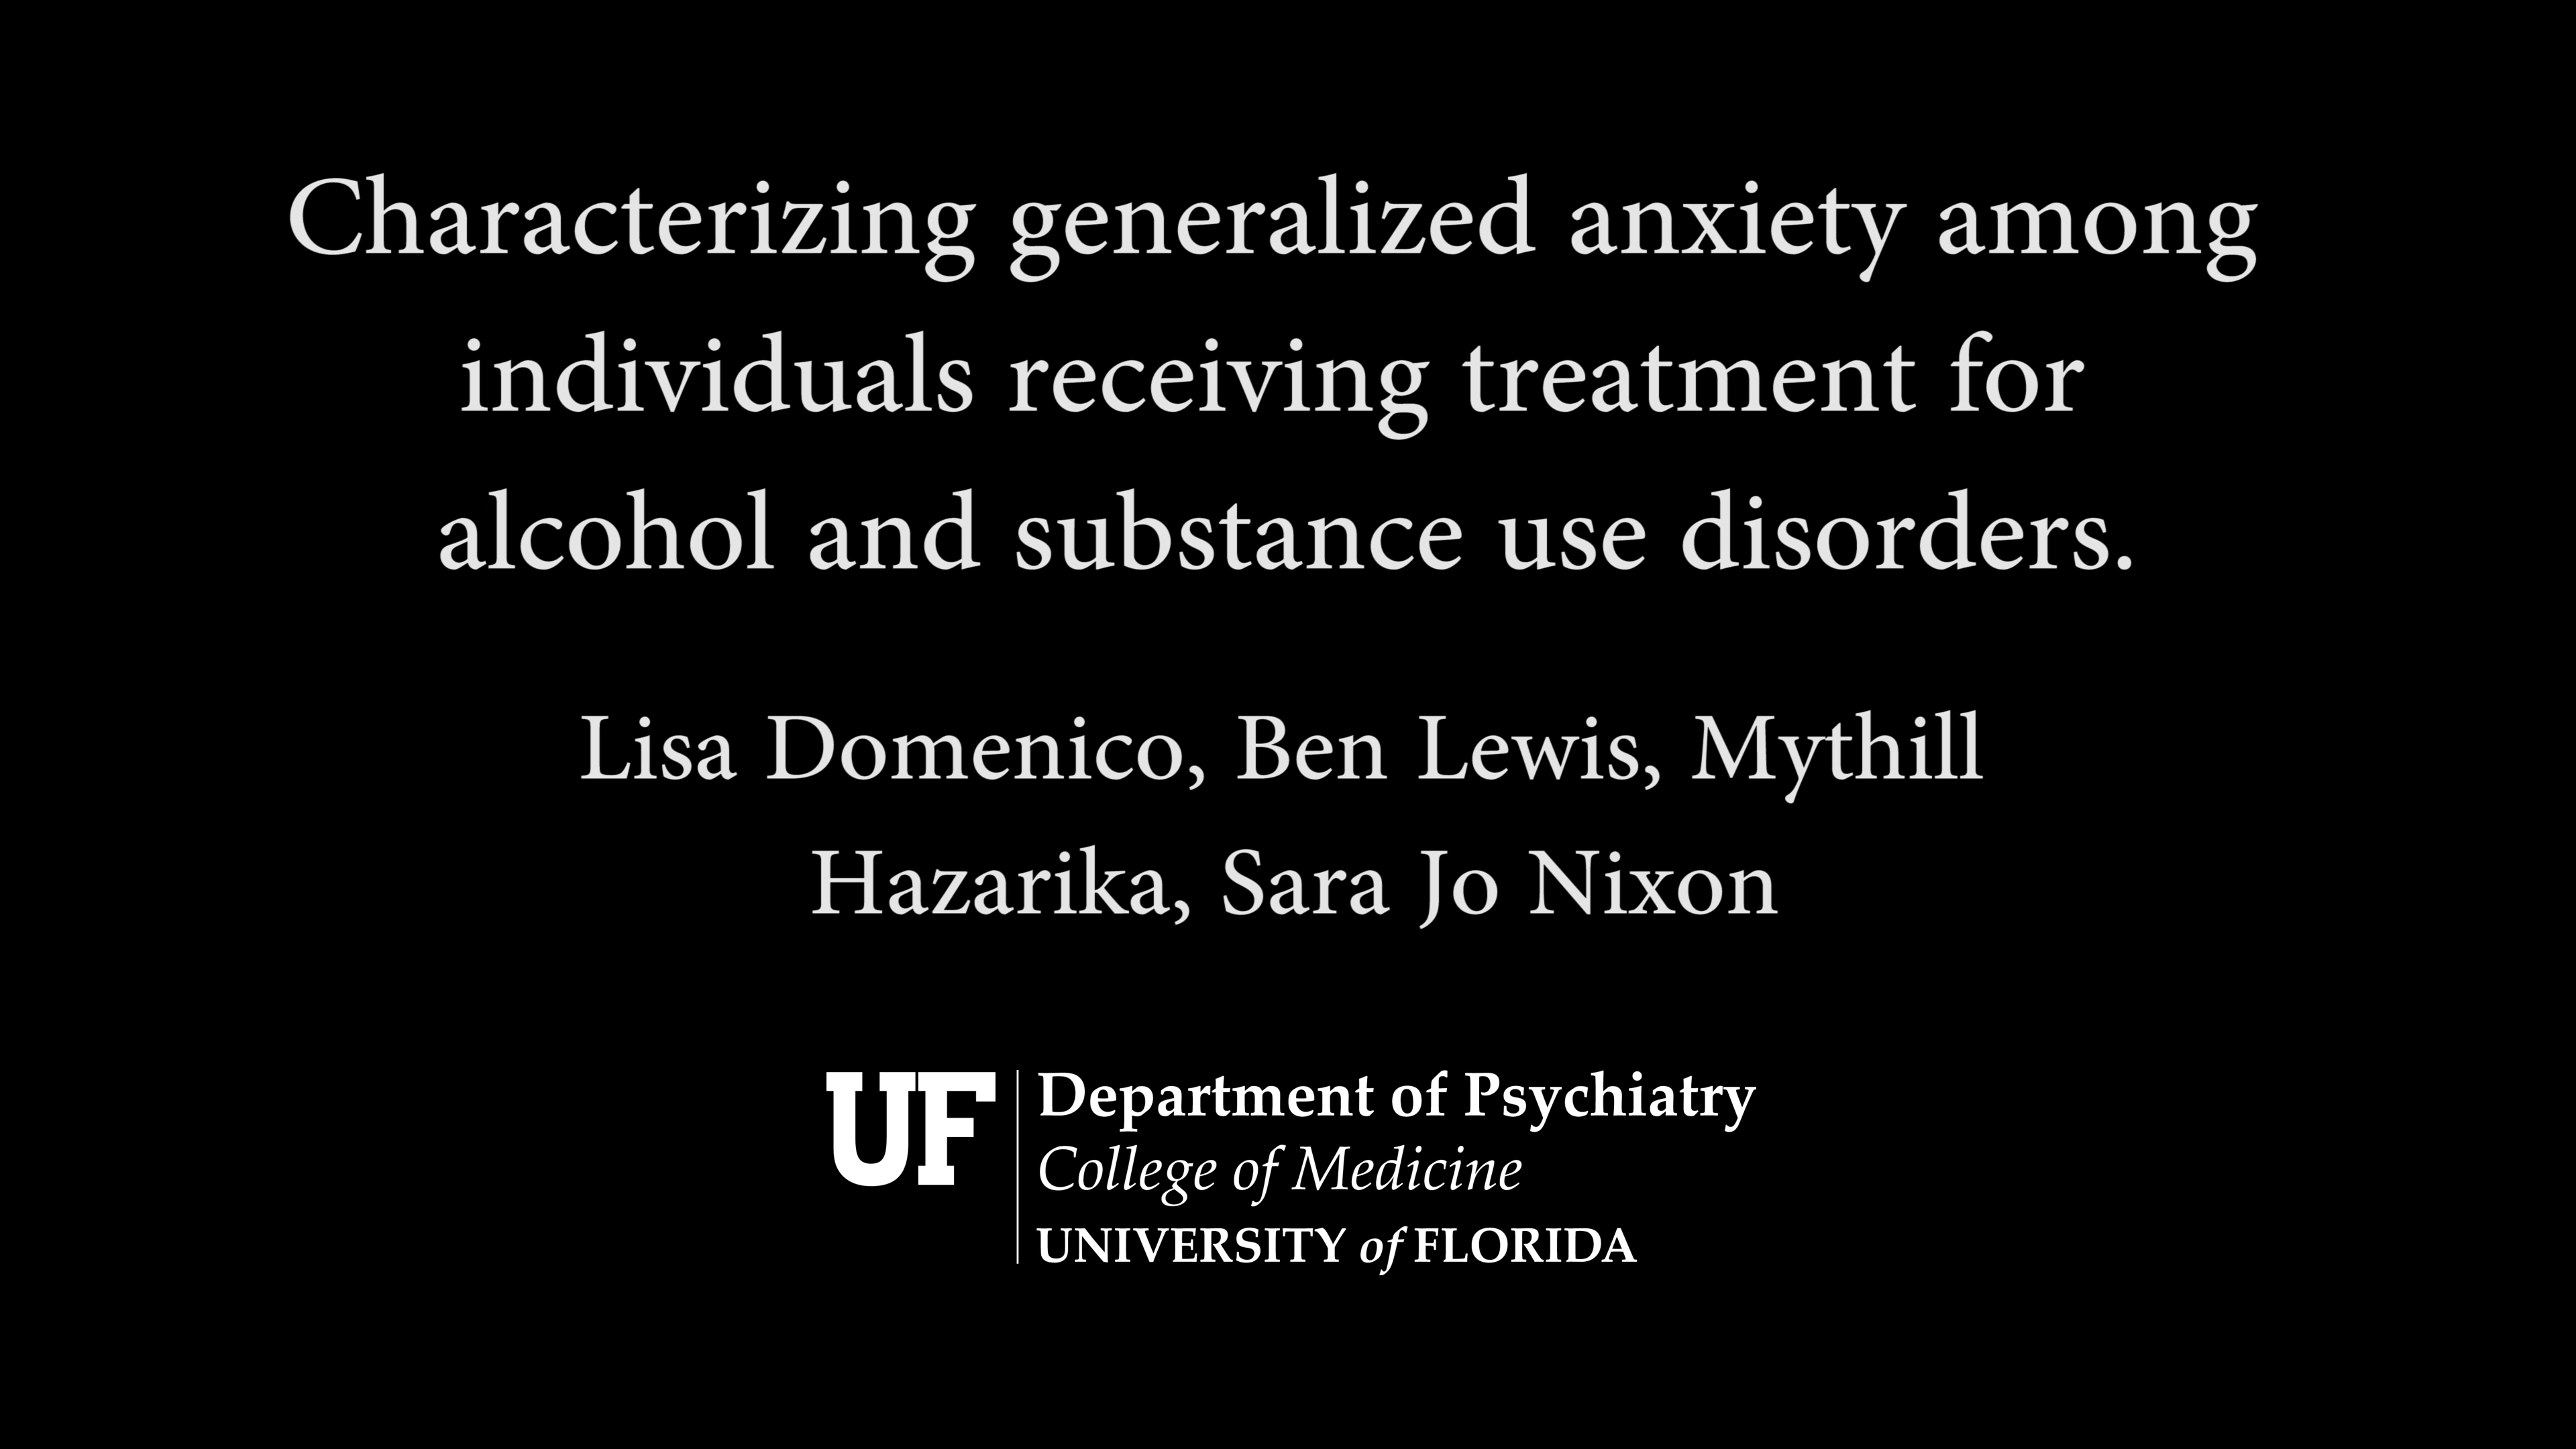 Characterizing generalized anxiety among
individuals receiving treatment for
alcohol and substance use disorders.
Lisa Domenico, Ben Lewis, Mythill
Hazarika, Sara Jo Nixon
UF
Department of Psychiatry
College of Medicine
UNIVERSITY of FLORIDA